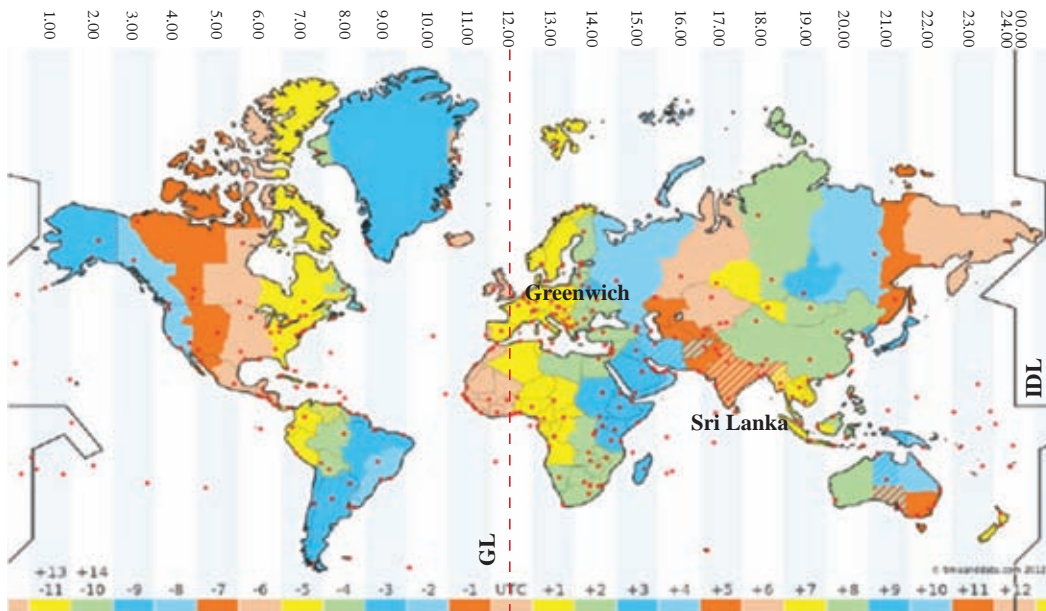 1.00 2.00 3.00 4.00 5.00 6.00 7.00 8.00 9.00 10.00 11.00 12.00 13.00 14.00 15.00 16.00 17.00 18.00 19.00 20.00 21.00 22.00 23.00 24.00 00.00
Greenwich
IDL
Sri Lanka
GL
+13 +14
-11 -10 -9 -8 -7 -6 -5 -4 -3 -2 -1 UTC +1 +2 +3 +4 +5 +6 +7 +8 +9 +10 +11 +12